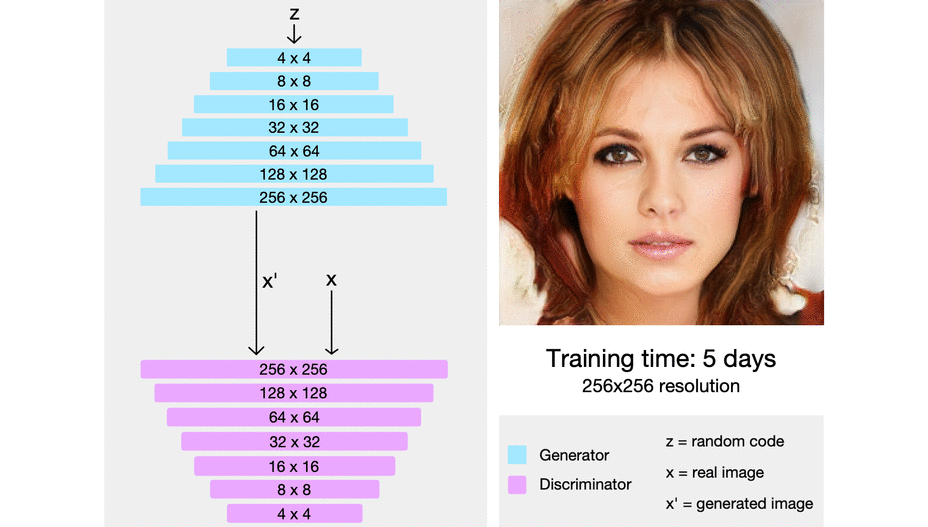 z
4 x 4
8 x 8
16 x 16
32 x 32
64 x 64
128 x 128
256 x 256
x'
x
256 x 256
128 x 128
64 x 64
32 x 32
16 x 16
8 x 8
4 x 4
Training time: 5 days
256x256 resolution
Generator
Discriminator
z = random code
x = real image
x' = generated image